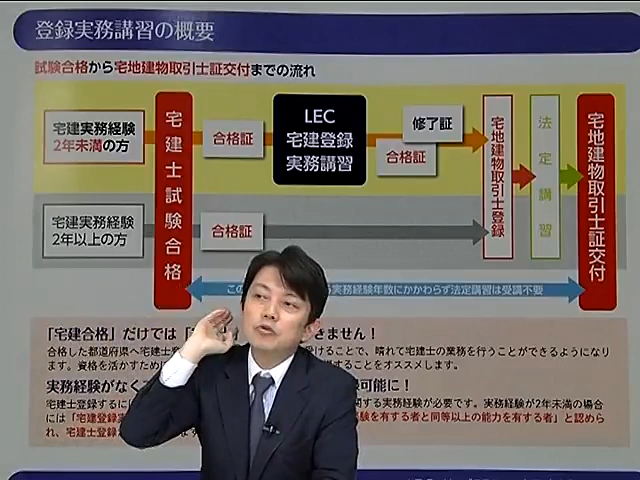 登録実務講習の概要
試験合格から宅地建物取引士証交付までの流れ
宅建実務経験
2年未満の方
宅建士試験合格
合格証
LEC
宅建登録
実務講習
修了証
合格証
宅地建物取引士登録
法定講習
宅地建物取引士証交付
宅建実務経験
2年以上の方
合格証
この
実務経験年数にかかわらず法定講習は受講不要
「宅建合格」だけでは「
きません！
合格した都道府県へ宅建士
受けることで、晴れて宅建士の業務を行うことができるようになり
ます。資格を活かすために
することをオススメします。
実務経験がなくて
可能に！
宅建士登録するには
関する実務経験が必要です。実務経験が2年未満の場合
には「宅建実
験を有する者と同等以上の能力を有する者」と認めら
れ、宅建士登録
ます